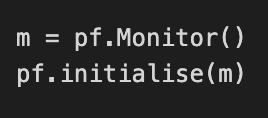 m = pf.Monitor()
pf.initialise(m)